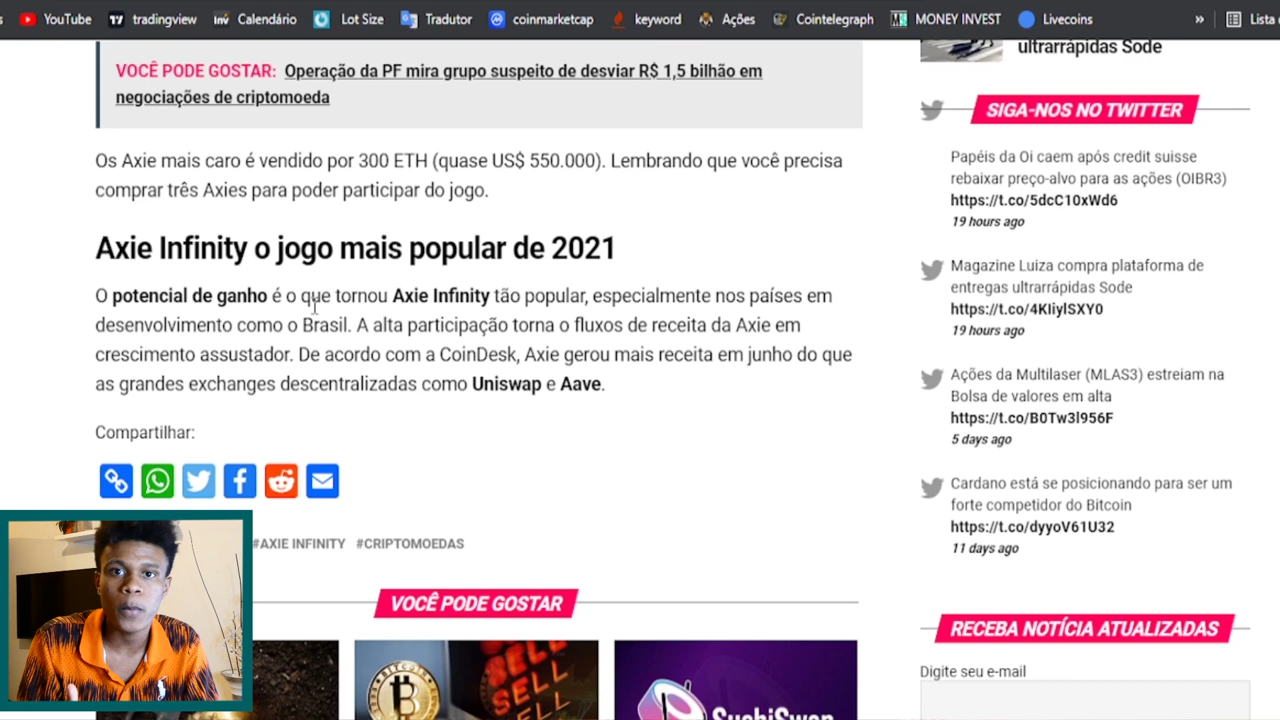 YouTube tradingview Calendário Lot Size Tradutor coinmarketcap keyword Ações Cointelegraph MONEY INVEST Livecoins » Lista
VOCÊ PODE GOSTAR: Operação da PF mira grupo suspeito de desviar R$ 1,5 bilhão em
negociações de criptomoeda
Os Axie mais caro é vendido por 300 ETH (quase US$ 550.000). Lembrando que você precisa
comprar três Axies para poder participar do jogo.
Axie Infinity o jogo mais popular de 2021
O potencial de ganho é o que tornou Axie Infinity tão popular, especialmente nos países em
desenvolvimento como o Brasil. A alta participação torna o fluxos de receita da Axie em
crescimento assustador. De acordo com a CoinDesk, Axie gerou mais receita em junho do que
as grandes exchanges descentralizadas como Uniswap e Aave.
Compartilhar:
#AXIE INFINITY #CRIPTOMOEDAS
VOCÊ PODE GOSTAR
BITCOIN
SELL
SELL
SushiSwap
ultrarrápidas Sode
SIGA-NOS NO TWITTER
Papéis da Oi caem após credit suisse
rebaixar preço-alvo para as ações (OIBR3)
https://t.co/5dcC10xWd6
19 hours ago
Magazine Luiza compra plataforma de
entregas ultrarrápidas Sode
https://t.co/4KIiylSXY0
19 hours ago
Ações da Multilaser (MLAS3) estreiam na
Bolsa de valores em alta
https://t.co/B0Tw3l956F
5 days ago
Cardano está se posicionando para ser um
forte competidor do Bitcoin
https://t.co/dyyoV61U32
11 days ago
RECEBA NOTÍCIA ATUALIZADAS
Digite seu e-mail